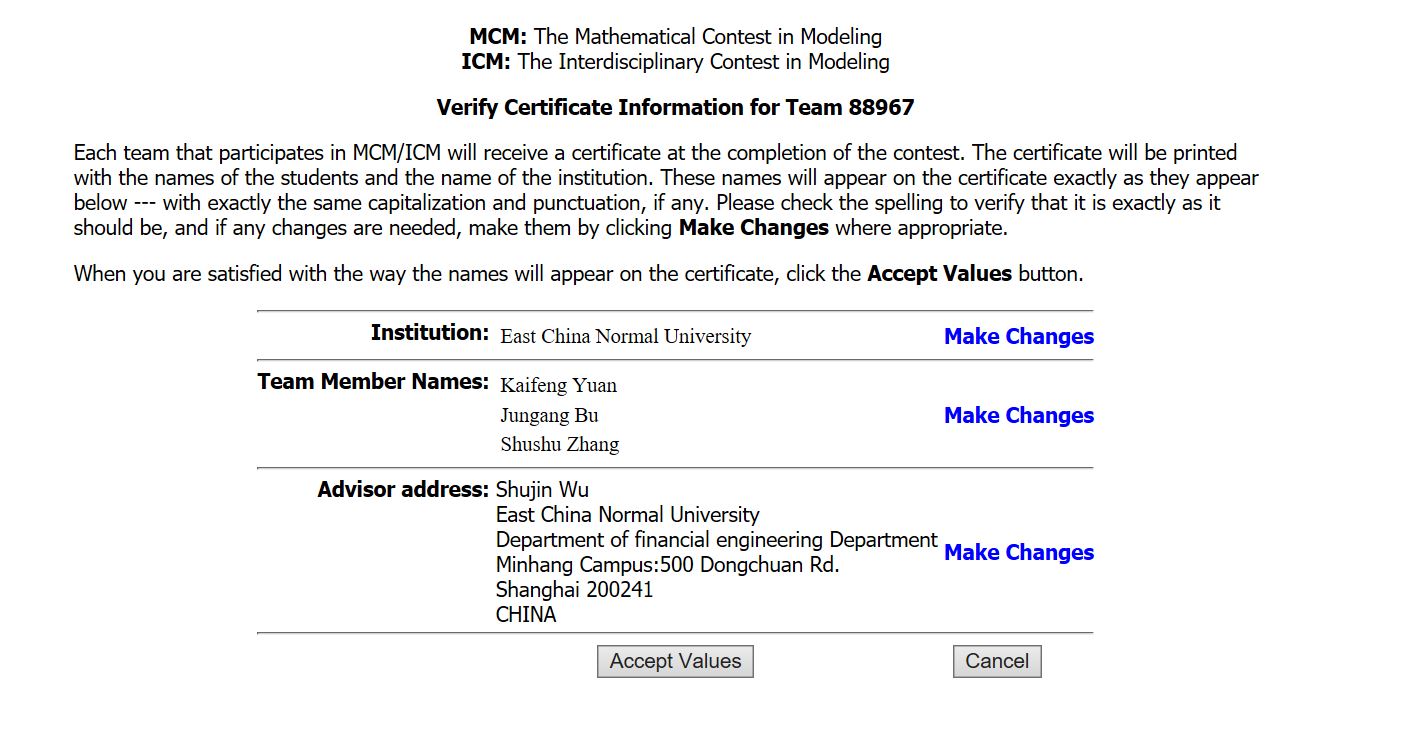 MCM: The Mathematical Contest in Modeling
ICM: The Interdisciplinary Contest in Modeling
Verify Certificate Information for Team 88967
Each team that participates in MCM/ICM will receive a certificate at the completion of the contest. The certificate will be printed
with the names of the students and the name of the institution. These names will appear on the certificate exactly as they appear
below --- with exactly the same capitalization and punctuation, if any. Please check the spelling to verify that it is exactly as it
should be, and if any changes are needed, make them by clicking Make Changes where appropriate.
When you are satisfied with the way the names will appear on the certificate, click the Accept Values button.
Institution: East China Normal University Make Changes
Team Member Names: Kaifeng Yuan
Jungang Bu Make Changes
Shushu Zhang
Advisor address: Shujin Wu
East China Normal University
Department of financial engineering Department
Make Changes
Minhang Campus:500 Dongchuan Rd.
Shanghai 200241
CHINA
Accept Values Cancel